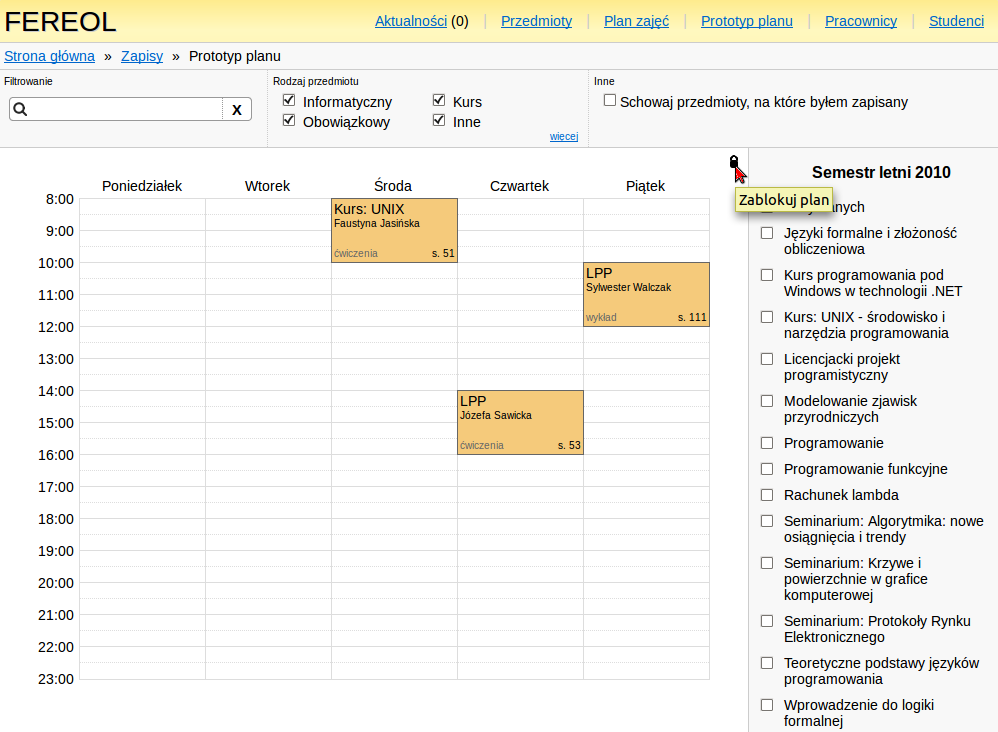 FEREOL
Aktualności (0) | Przedmioty | Plan zajęć | Prototyp planu | Pracownicy | Studenci
Strona główna » Zapisy » Prototyp planu
Filtrowanie
X
Rodzaj przedmiotu
Informatyczny
Kurs
Obowiązkowy
Inne
więcej
Inne
Schowaj przedmioty, na które byłem zapisany
Poniedziałek Wtorek Środa Czwartek Piątek
8:00
9:00
10:00
11:00
12:00
13:00
14:00
15:00
16:00
17:00
18:00
19:00
20:00
21:00
22:00
23:00
Kurs: UNIX
Faustyna Jasińska
ćwiczenia s. 51
LPP
Sylwester Walczak
wykład s. 111
LPP
Józefa Sawicka
ćwiczenia s. 53
Zablokuj plan
Semestr letni 2010
Języki formalne i złożoność
obliczeniowa
Kurs programowania pod
Windows w technologii .NET
Kurs: UNIX - środowisko i
narzędzia programowania
Licencjacki projekt
programistyczny
Modelowanie zjawisk
przyrodniczych
Programowanie
Programowanie funkcyjne
Rachunek lambda
Seminarium: Algorytmika: nowe
osiągnięcia i trendy
Seminarium: Krzywe i
powierzchnie w grafice
komputerowej
Seminarium: Protokoły Rynku
Elektronicznego
Teoretyczne podstawy języków
programowania
Wprowadzenie do logiki
formalnej